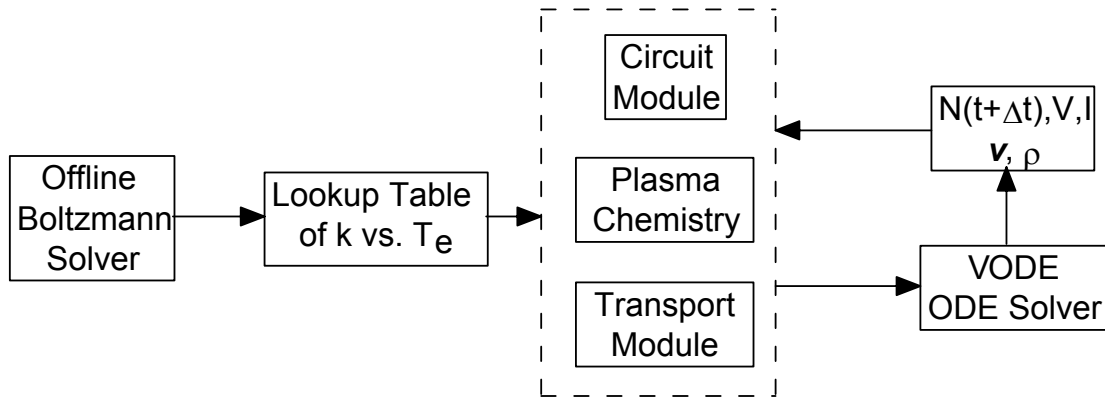 Offline
Boltzmann
Solver
Lookup Table
of k vs. Te
Circuit
Module
Plasma
Chemistry
Transport
Module
N(t+Δt),V,I
v, ρ
VODE
ODE Solver